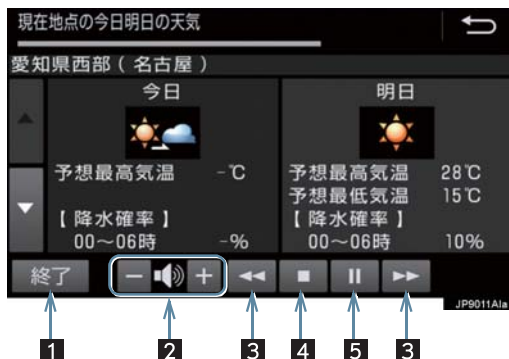 現在地点の今日明日の天気
愛知県西部(名古屋)
今日
予想最高気温 -℃
【降水確率】
00~06時 -%
明日
予想最高気温 28℃
予想最低気温 15℃
【降水確率】
00~06時 10%
終了 - +
JP9011AIa
1 2 3 4 5 3